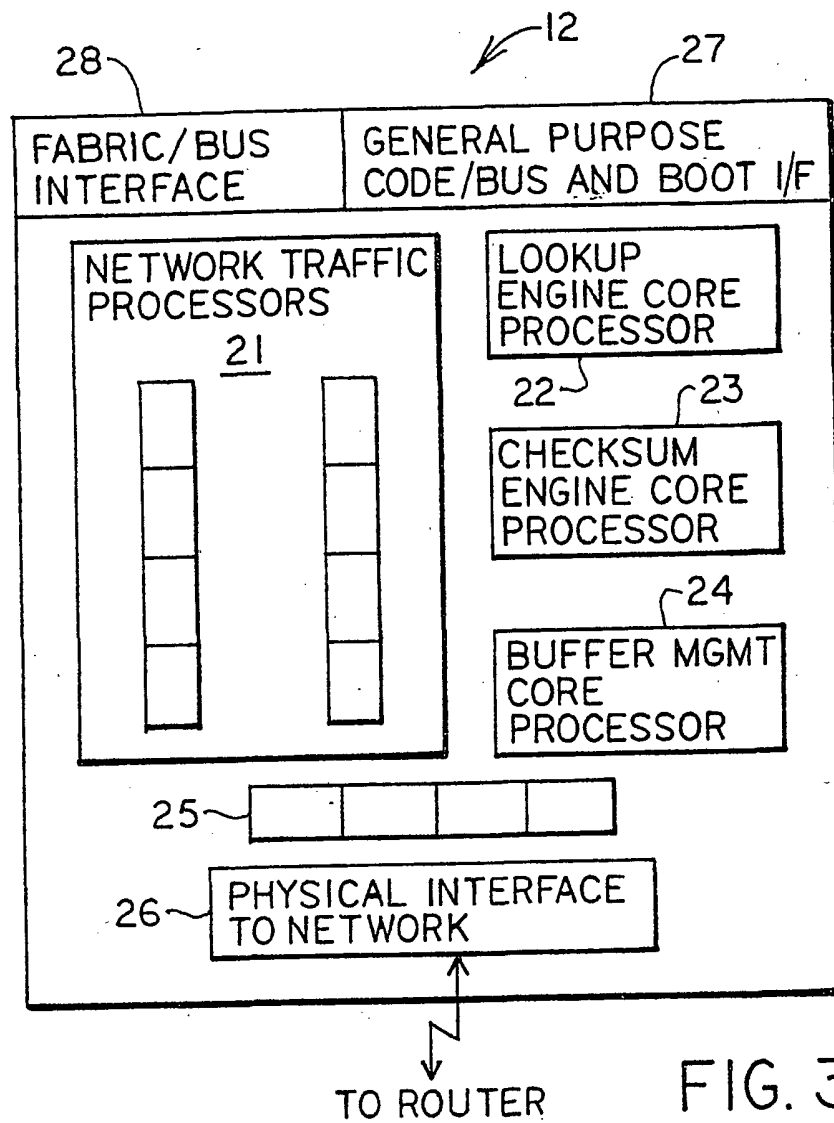 12
28
27
FABRIC/BUS
INTERFACE
GENERAL PURPOSE
CODE/BUS AND BOOT I/F
NETWORK TRAFFIC
PROCESSORS
21
LOOKUP
ENGINE CORE
PROCESSOR
22
23
CHECKSUM
ENGINE CORE
PROCESSOR
24
BUFFER MGMT
CORE
PROCESSOR
25
26
PHYSICAL INTERFACE
TO NETWORK
TO ROUTER
FIG. 3